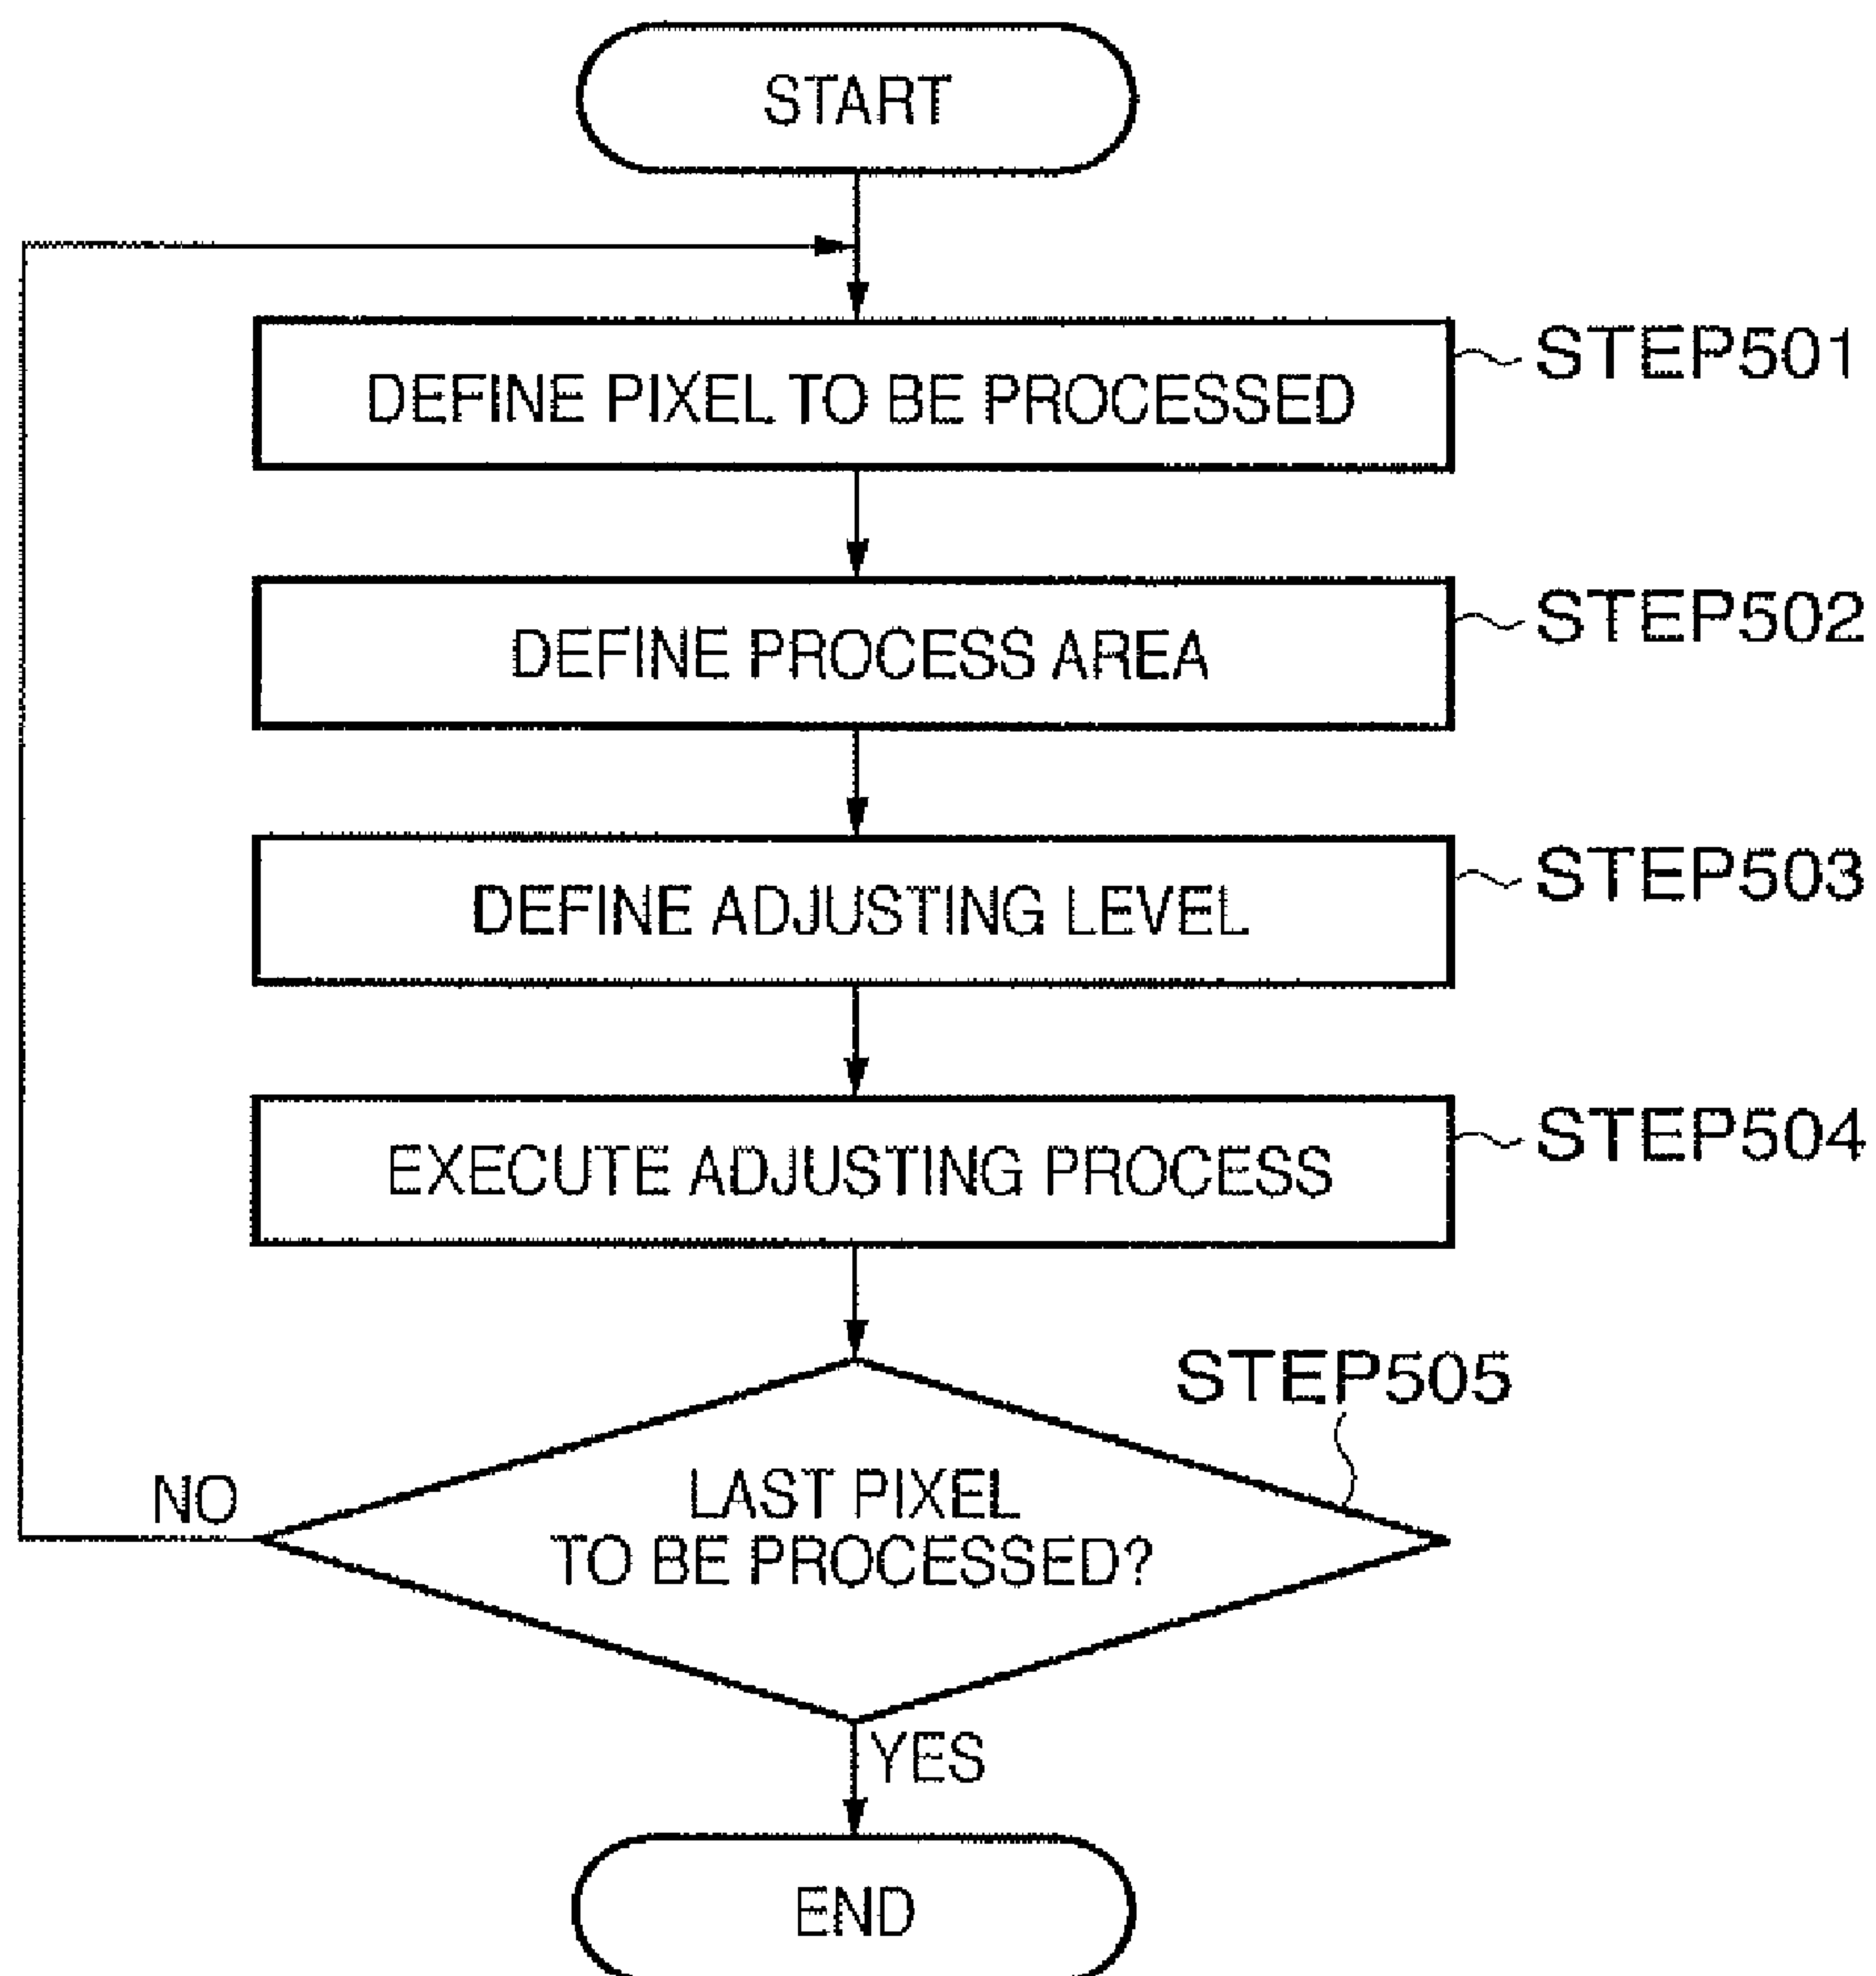 START
DEFINE PIXEL TO BE PROCESSED
STEP501
DEFINE PROCESS AREA
STEP502
DEFINE ADJUSTING LEVEL
STEP503
EXECUTE ADJUSTING PROCESS
STEP504
STEP505
LAST PIXEL
TO BE PROCESSED?
NO
YES
END